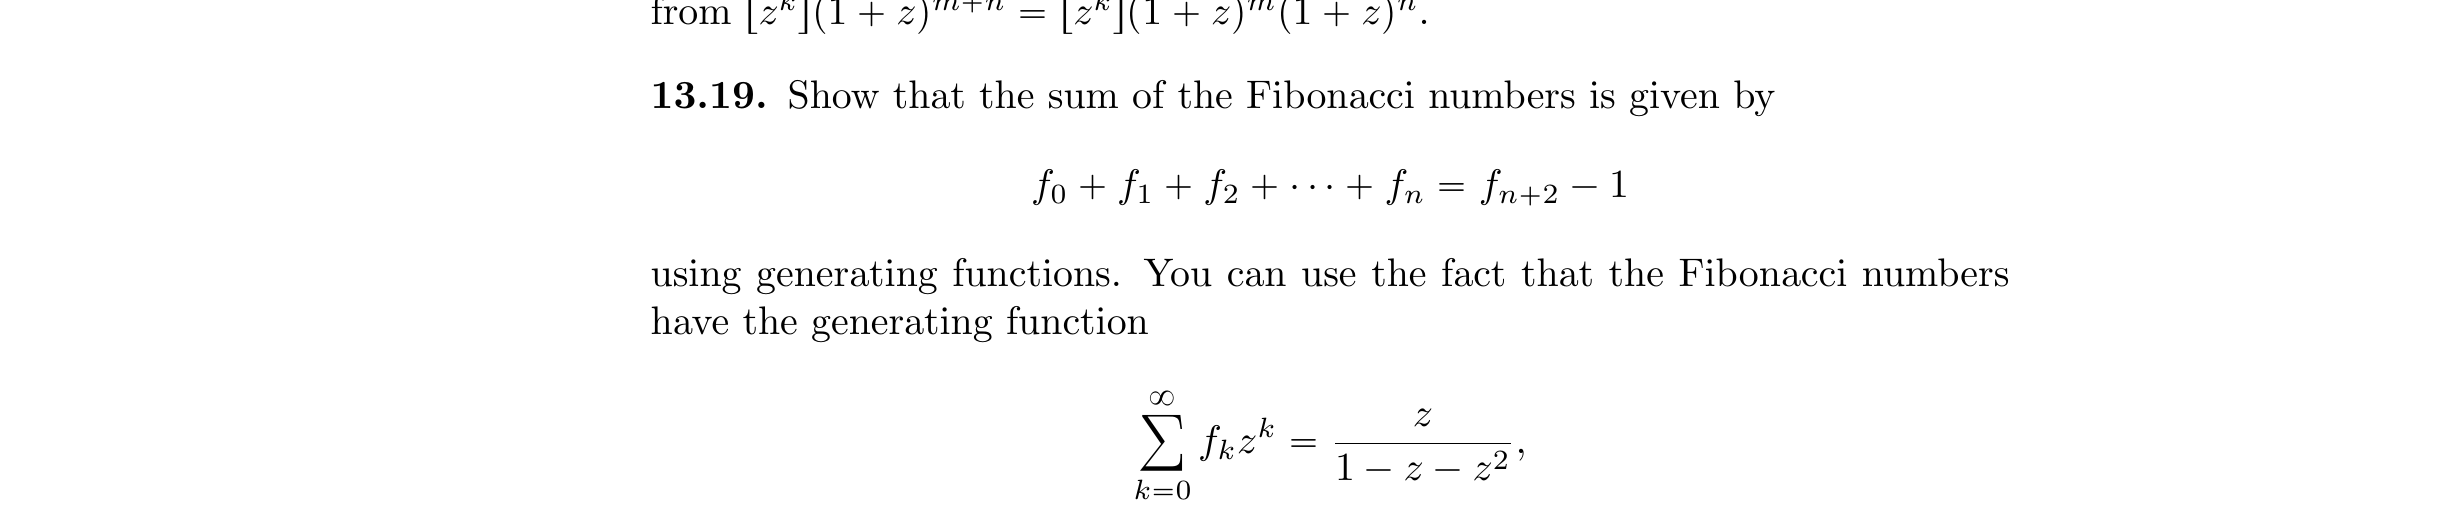 from [z^k](1 + z)^{m+n} = [z^k](1 + z)^m(1 + z)^n.
13.19. Show that the sum of the Fibonacci numbers is given by
f_0 + f_1 + f_2 + ··· + f_n = f_{n+2} − 1
using generating functions. You can use the fact that the Fibonacci numbers
have the generating function
\sum_{k=0}^{∞} f_k z^k = \frac{z}{1 − z − z^2},